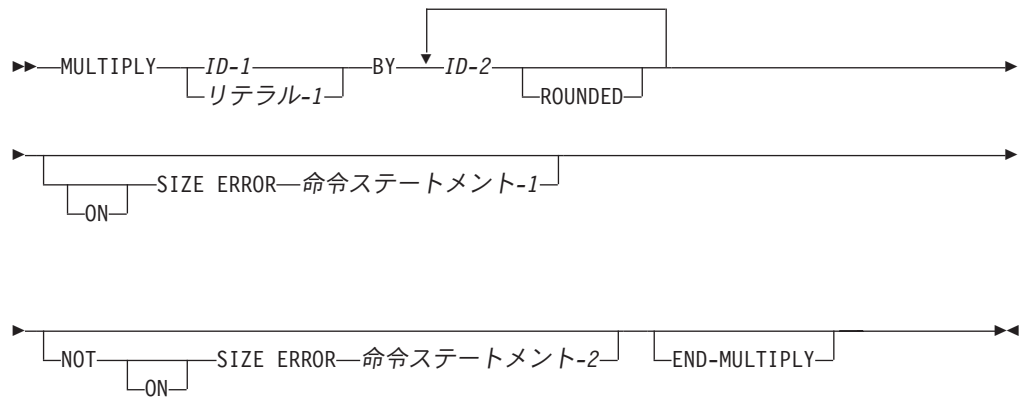 MULTIPLY ID-1 BY ID-2
リテラル-1 ROUNDED
SIZE ERROR 命令ステートメント-1
ON
NOT SIZE ERROR 命令ステートメント-2 END-MULTIPLY
ON